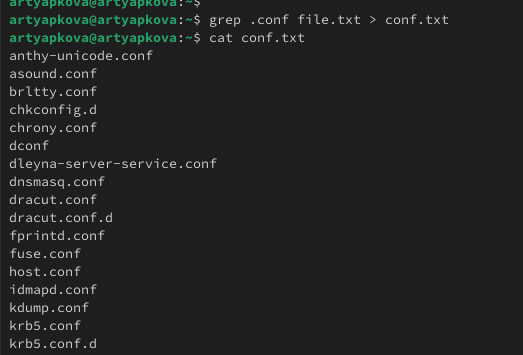 artyapkova@artyapkova:~$
artyapkova@artyapkova:~$ grep .conf file.txt > conf.txt
artyapkova@artyapkova:~$ cat conf.txt
anthy-unicode.conf
asound.conf
brltty.conf
chkconfig.d
chrony.conf
dconf
dleyna-server-service.conf
dnsmasq.conf
dracut.conf
dracut.conf.d
fprintd.conf
fuse.conf
host.conf
idmapd.conf
kdump.conf
krb5.conf
krb5.conf.d